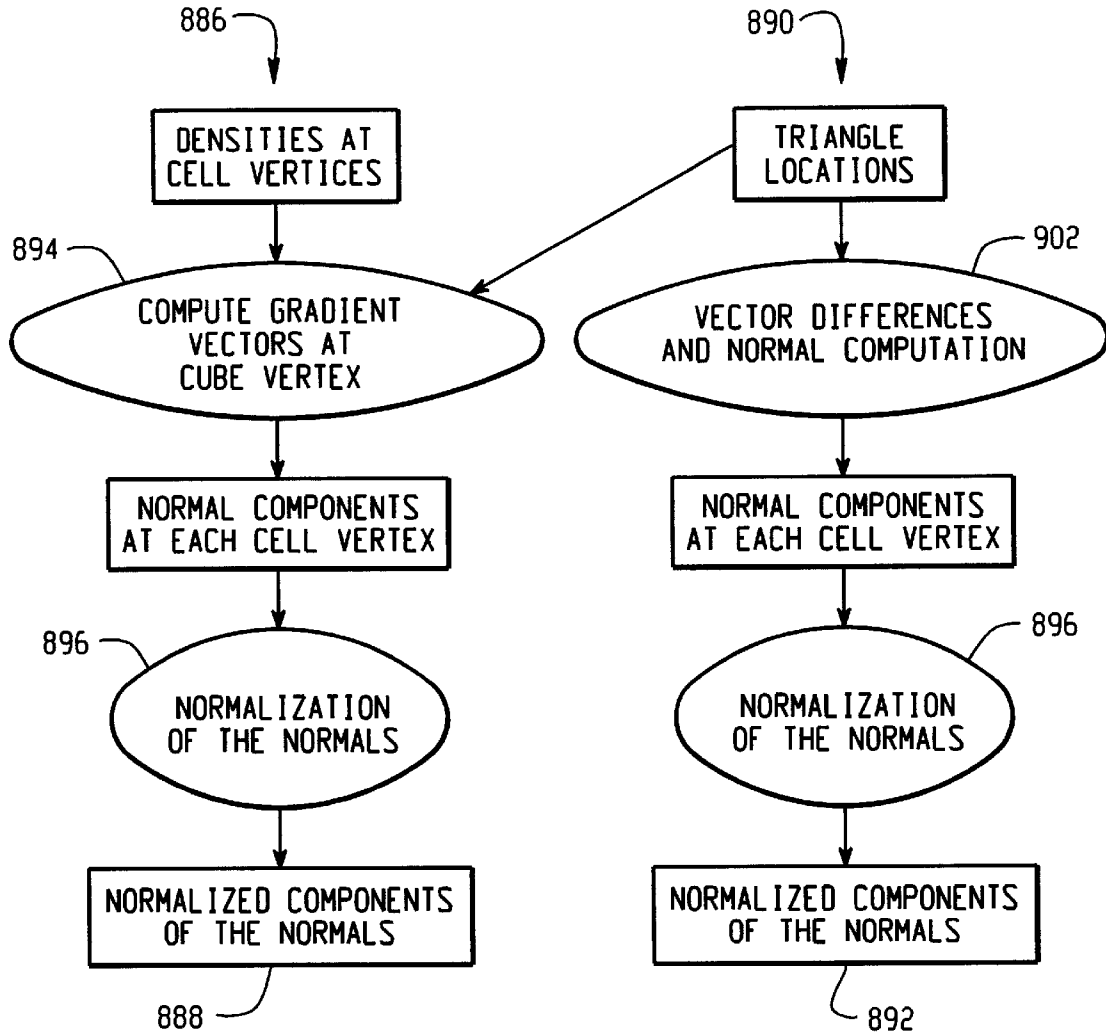 886
890
DENSITIES AT
CELL VERTICES
TRIANGLE
LOCATIONS
894
902
COMPUTE GRADIENT
VECTORS AT
CUBE VERTEX
VECTOR DIFFERENCES
AND NORMAL COMPUTATION
NORMAL COMPONENTS
AT EACH CELL VERTEX
NORMAL COMPONENTS
AT EACH CELL VERTEX
896
896
NORMALIZATION
OF THE NORMALS
NORMALIZATION
OF THE NORMALS
NORMALIZED COMPONENTS
OF THE NORMALS
NORMALIZED COMPONENTS
OF THE NORMALS
888
892